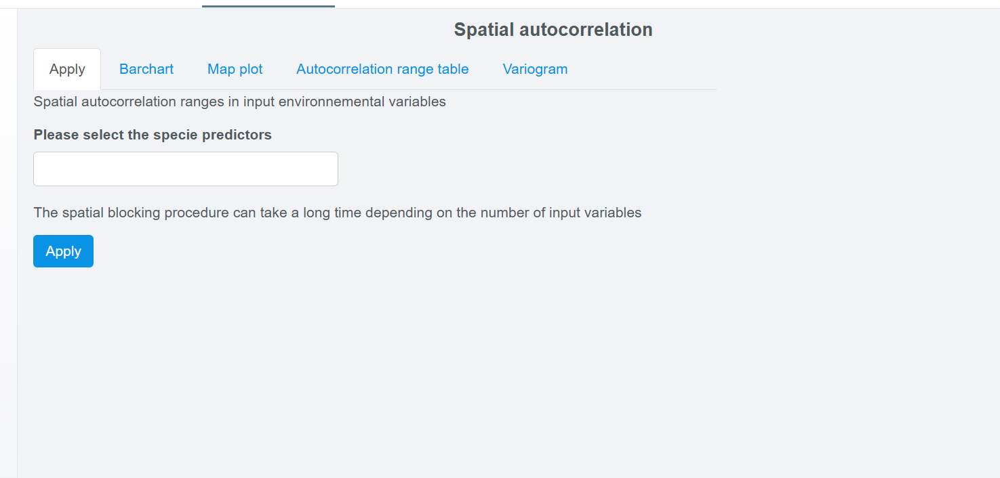 Spatial autocorrelation
Apply Barchart Map plot Autocorrelation range table Variogram
Spatial autocorrelation ranges in input environnemental variables
Please select the specie predictors
The spatial blocking procedure can take a long time depending on the number of input variables
Apply